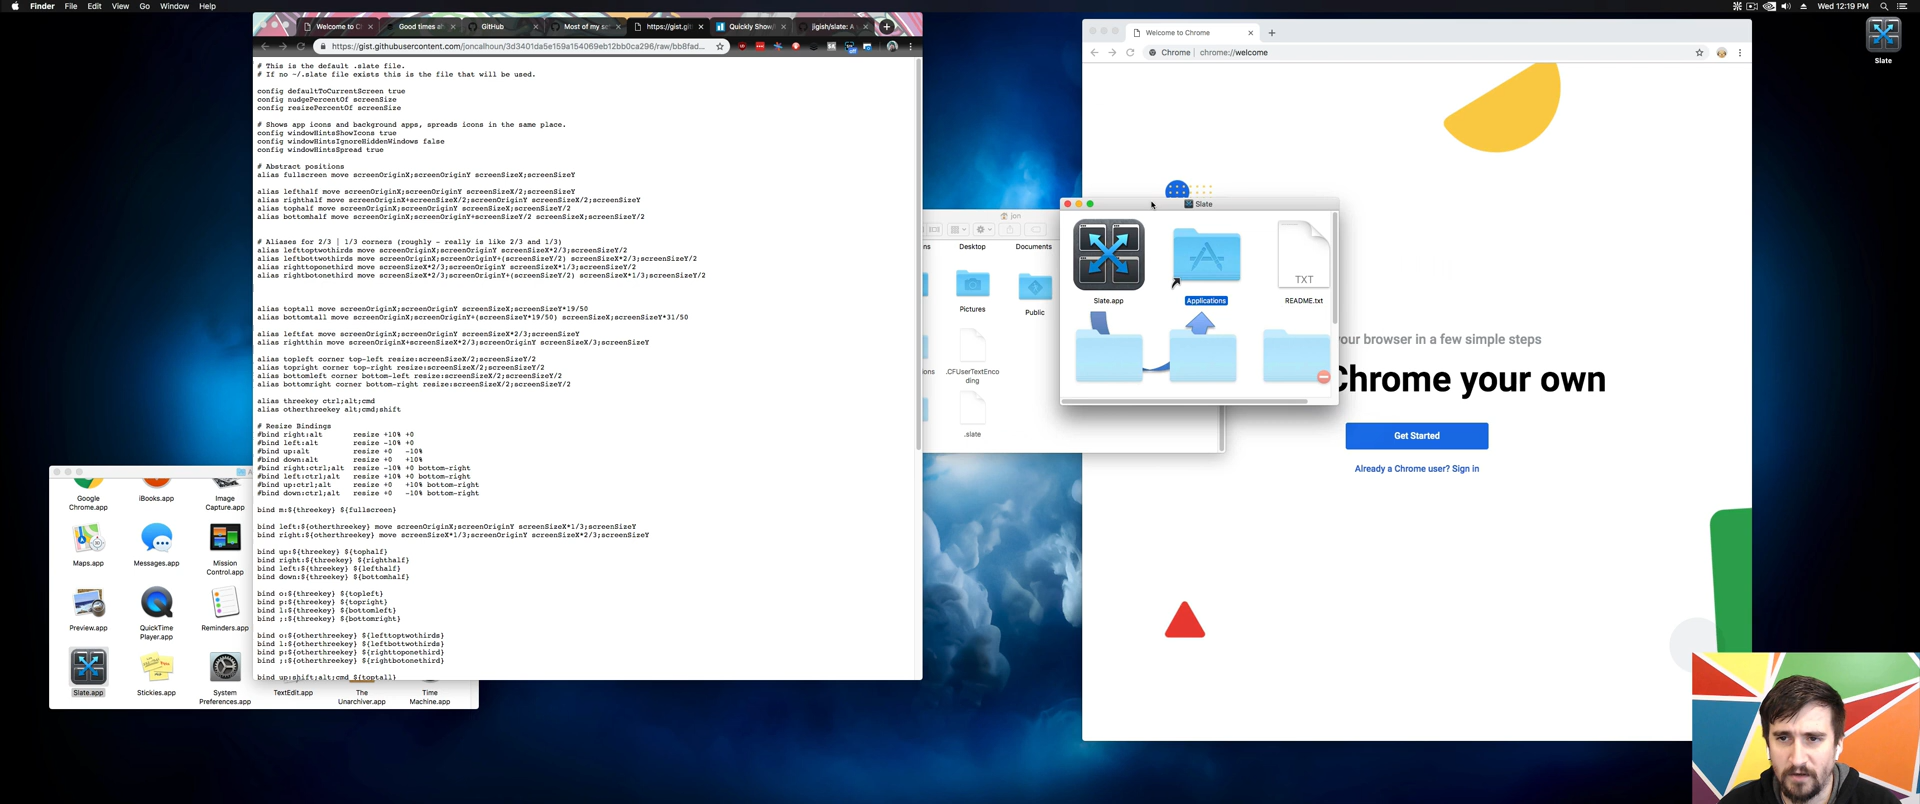 Finder File Edit View Go Window Help
Wed 12:19 PM
Welcome to C
Good times a
GitHub
Most of my se
https://gist.git
Quickly Show/
jigish/slate: A
https://gist.githubusercontent.com/joncalhoun/3d3401da5e159a154069eb12bb0ca296/raw/bb8fad...
# This is the default .slate file.
# If no ~/.slate file exists this is the file that will be used.
config defaultToCurrentScreen true
config nudgePercentOf screenSize
config resizePercentOf screenSize
# Shows app icons and background apps, spreads icons in the same place.
config windowHintsShowIcons true
config windowHintsIgnoreHiddenWindows false
config windowHintsSpread true
# Abstract positions
alias fullscreen move screenOriginX;screenOriginY screenSizeX;screenSizeY
alias lefthalf move screenOriginX;screenOriginY screenSizeX/2;screenSizeY
alias righthalf move screenOriginX+screenSizeX/2;screenOriginY screenSizeX/2;screenSizeY
alias tophalf move screenOriginX;screenOriginY screenSizeX;screenSizeY/2
alias bottomhalf move screenOriginX;screenOriginY+screenSizeY/2 screenSizeX;screenSizeY/2
# Aliases for 2/3 | 1/3 corners (roughly - really is like 2/3 and 1/3)
alias lefttoptwothirds move screenOriginX;screenOriginY screenSizeX*2/3;screenSizeY/2
alias leftbottwothirds move screenOriginX;screenOriginY+(screenSizeY/2) screenSizeX*2/3;screenSizeY/2
alias righttoponethird move screenSizeX*2/3;screenOriginY screenSizeX*1/3;screenSizeY/2
alias rightbotonethird move screenSizeX*2/3;screenOriginY+(screenSizeY/2) screenSizeX*1/3;screenSizeY/2
alias toptall move screenOriginX;screenOriginY screenSizeX;screenSizeY*19/50
alias bottomtall move screenOriginX;screenOriginY+(screenSizeY*19/50) screenSizeX;screenSizeY*31/50
alias leftfat move screenOriginX;screenOriginY screenSizeX*2/3;screenSizeY
alias rightthin move screenOriginX+screenSizeX*2/3;screenOriginY screenSizeX/3;screenSizeY
alias topleft corner top-left resize:screenSizeX/2;screenSizeY/2
alias topright corner top-right resize:screenSizeX/2;screenSizeY/2
alias bottomleft corner bottom-left resize:screenSizeX/2;screenSizeY/2
alias bottomright corner bottom-right resize:screenSizeX/2;screenSizeY/2
alias threekey ctrl;alt;cmd
alias otherthreekey alt;cmd;shift
# Resize Bindings
#bind right:alt resize +10% +0
#bind left:alt resize -10% +0
#bind up:alt resize +0 -10%
#bind down:alt resize +0 +10%
#bind right:ctrl;alt resize -10% +0 bottom-right
#bind left:ctrl;alt resize +10% +0 bottom-right
#bind up:ctrl;alt resize +0 +10% bottom-right
#bind down:ctrl;alt resize +0 -10% bottom-right
bind m:${threekey} ${fullscreen}
bind left:${otherthreekey} move screenOriginX;screenOriginY screenSizeX*1/3;screenSizeY
bind right:${otherthreekey} move screenSizeX*1/3;screenOriginY screenSizeX*2/3;screenSizeY
bind up:${threekey} ${tophalf}
bind right:${threekey} ${righthalf}
bind left:${threekey} ${lefthalf}
bind down:${threekey} ${bottomhalf}
bind o:${threekey} ${topleft}
bind p:${threekey} ${topright}
bind l:${threekey} ${bottomleft}
bind ;:${threekey} ${bottomright}
bind o:${otherthreekey} ${lefttoptwothirds}
bind l:${otherthreekey} ${leftbottwothirds}
bind p:${otherthreekey} ${righttoponethird}
bind ;:${otherthreekey} ${rightbotonethird}
bind up:shift;alt;cmd ${toptall}
Google Chrome.app
iBooks.app
Image Capture.app
Maps.app
Messages.app
Mission Control.app
Preview.app
QuickTime Player.app
Reminders.app
Slate.app
Stickies.app
System Preferences.app
TextEdit.app
The Unarchiver.app
Time Machine.app
jon
Desktop
Documents
Pictures
Public
.CFUserTextEnco
ding
.slate
Slate
Slate.app
Applications
TXT
README.txt
Welcome to Chrome
Chrome | chrome://welcome
your browser in a few simple steps
Chrome your own
Get Started
Already a Chrome user? Sign in
Slate